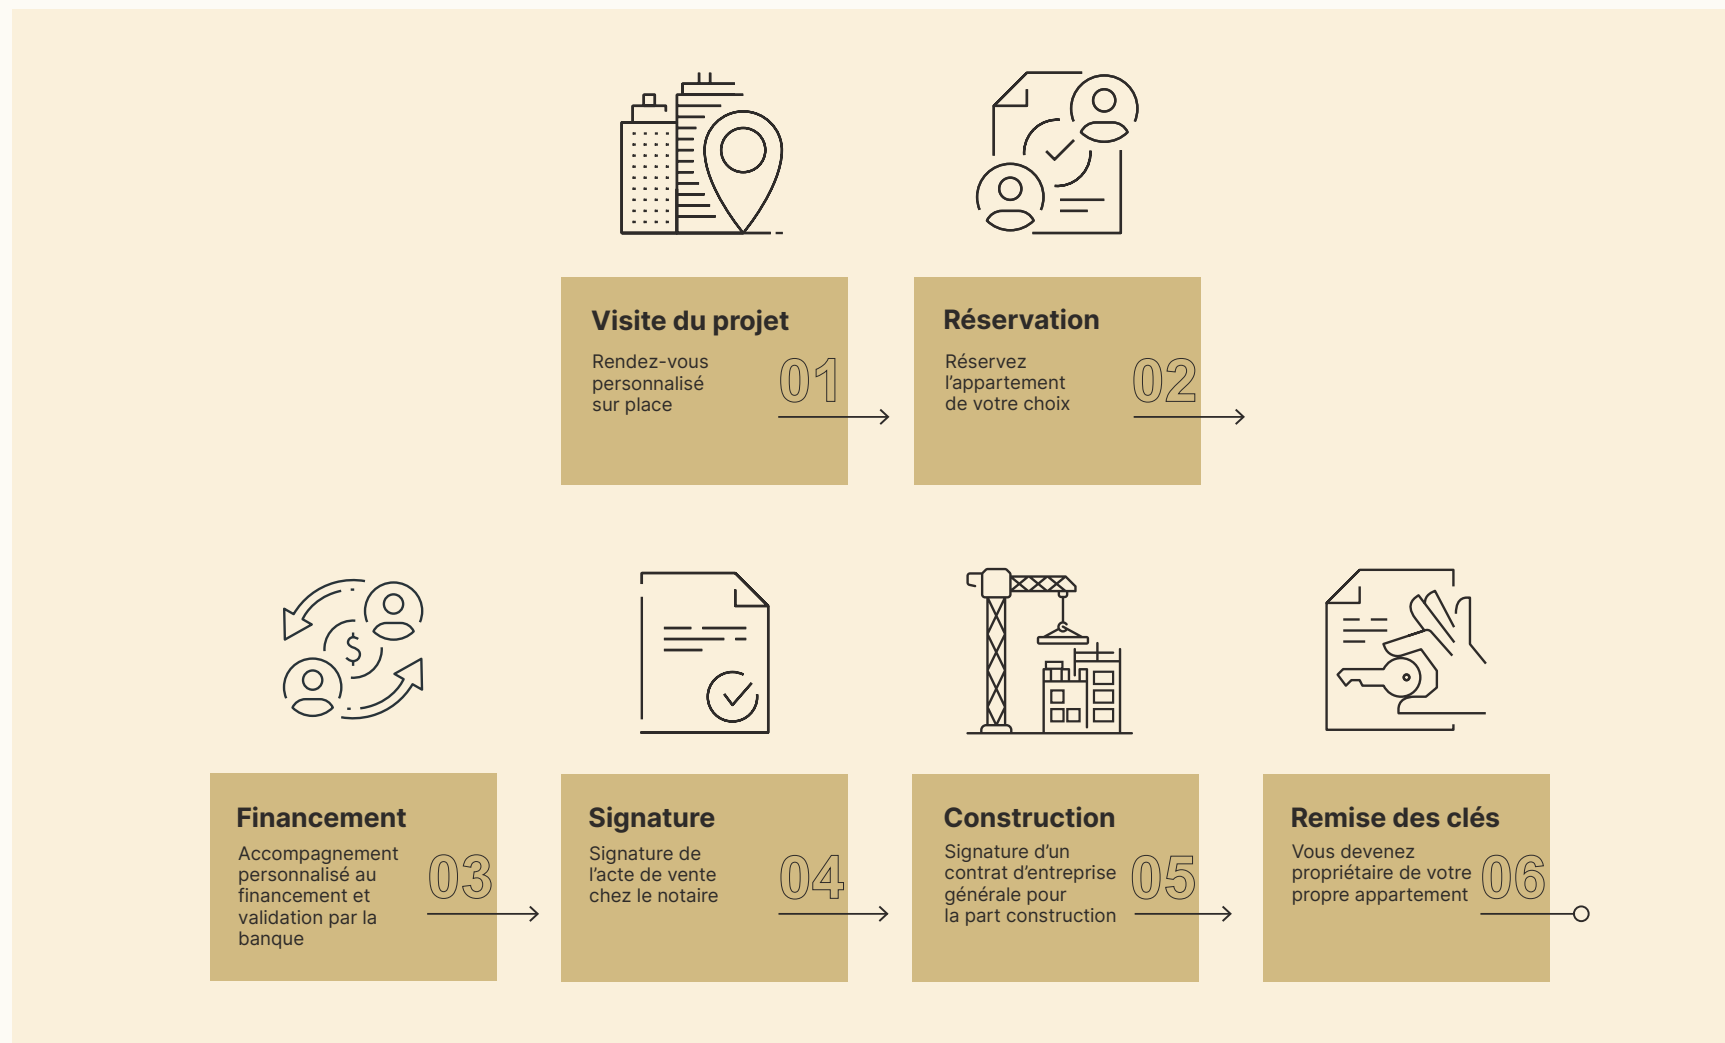 Visite du projet
Rendez-vous
personnalisé
sur place
01
Réservation
Réservez
l’appartement
de votre choix
02
Financement
Accompagnement
personnalisé au
financement et
validation par la
banque
03
Signature
Signature de
l’acte de vente
chez le notaire
04
Construction
Signature d’un
contrat d’entreprise
générale pour
la part construction
05
Remise des clés
Vous devenez
propriétaire de votre
propre appartement
06
$